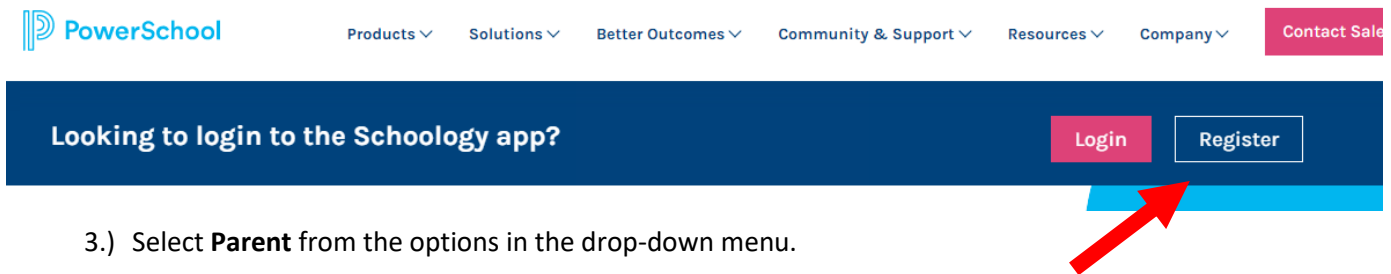 PowerSchool Products Solutions Better Outcomes Community & Support Resources Company Contact Sale
Looking to login to the Schoology app? Login Register
3.) Select Parent from the options in the drop-down menu.